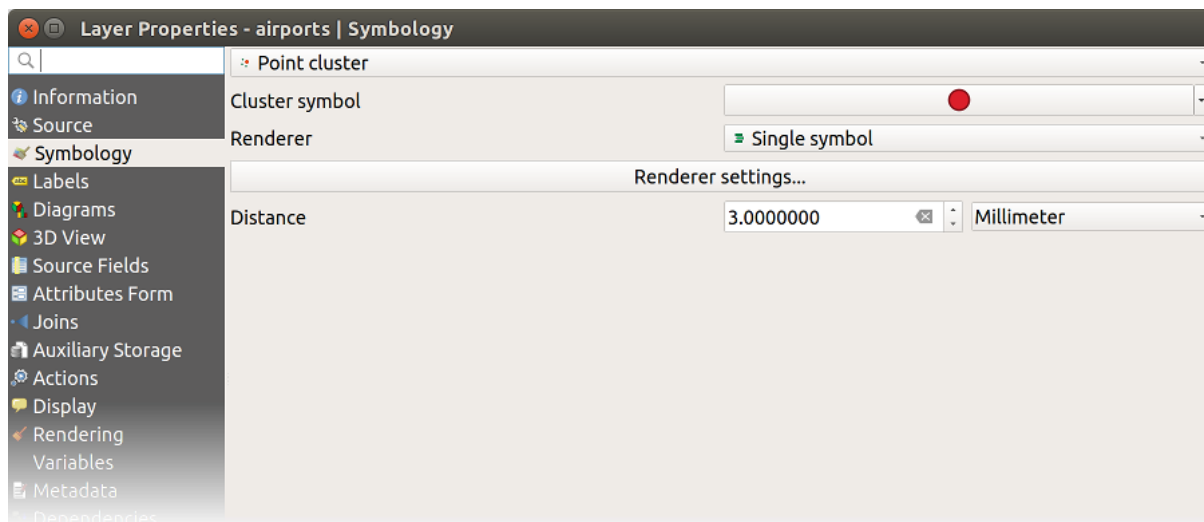 Layer Properties - airports | Symbology
Point cluster
Information
Cluster symbol
Source
Renderer
Single symbol
Symbology
Labels
Renderer settings...
Diagrams
Distance
3.0000000
Millimeter
3D View
Source Fields
Attributes Form
Joins
Auxiliary Storage
Actions
Display
Rendering
Variables
Metadata
Dependencies